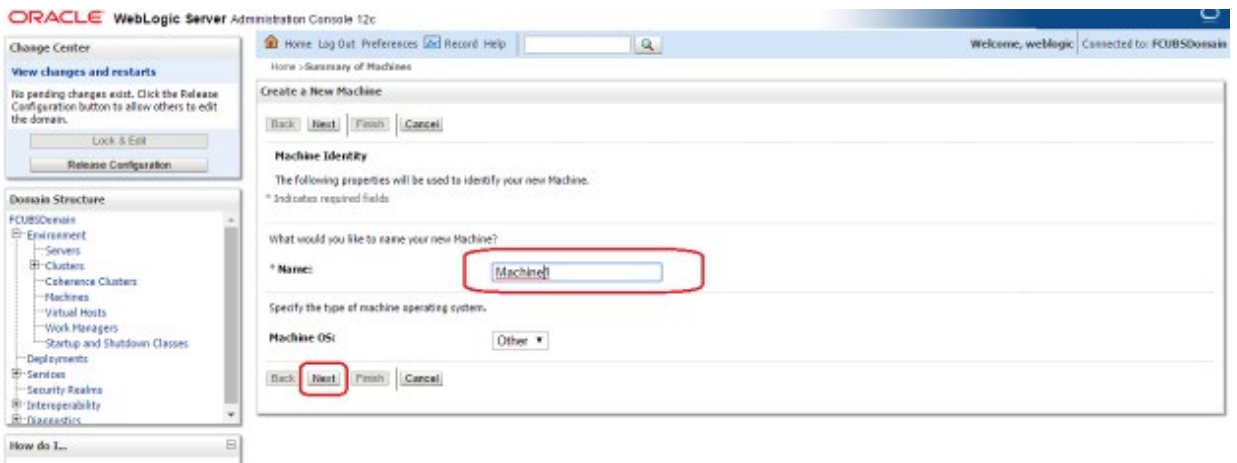 ORACLE WebLogic Server Administration Console 12c
Change Center
View changes and restarts
No pending changes exist. Click the Release
Configuration button to allow others to edit
the domain.
Lock & Edit
Release Configuration
Domain Structure
FCUBSDomain
Environment
Servers
Clusters
Coherence Clusters
Machines
Virtual Hosts
Work Managers
Startup and Shutdown Classes
Deployments
Services
Security Realms
Interoperability
Diagnostics
How do I...
Home Log Out Preferences Record Help
Welcome, weblogic Connected to: FCUBSDomain
Home >Summary of Machines
Create a New Machine
Back Next Finish Cancel
Machine Identity
The following properties will be used to identify your new Machine.
* Indicates required fields
What would you like to name your new Machine?
* Name: Machine1
Specify the type of machine operating system.
Machine OS: Other
Back Next Finish Cancel